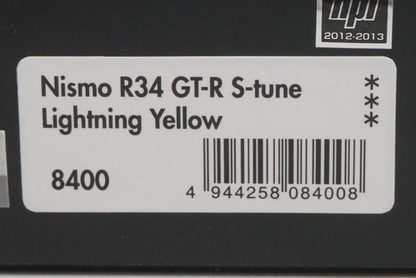 hpi
2012-2013
Nismo R34 GT-R S-tune
Lightning Yellow
***
8400
4 944258 084008